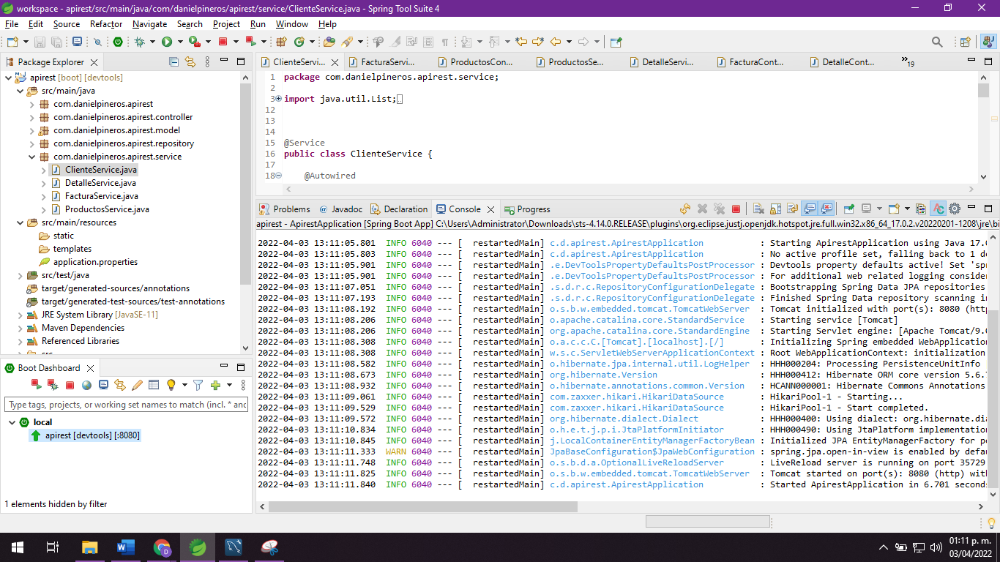 workspace - apirest/src/main/java/com/danielpineros/apirest/service/ClienteService.java - Spring Tool Suite 4
File Edit Source Refactor Navigate Search Project Run Window Help
Package Explorer
apirest [boot] [devtools]
src/main/java
com.danielpineros.apirest
com.danielpineros.apirest.controller
com.danielpineros.apirest.model
com.danielpineros.apirest.repository
com.danielpineros.apirest.service
ClienteService.java
DetalleService.java
FacturaService.java
ProductosService.java
src/main/resources
static
templates
application.properties
src/test/java
target/generated-sources/annotations
target/generated-test-sources/test-annotations
JRE System Library [JavaSE-11]
Maven Dependencies
Referenced Libraries
src
Boot Dashboard
Type tags, projects, or working set names to match (incl. * and
local
apirest [devtools] [:8080]
1 elements hidden by filter
ClienteServi... FacturaServi... ProductosCon... ProductosSe... DetalleServi... FacturaCont... DetalleCont... »19
1 package com.danielpineros.apirest.service;
2
3 import java.util.List;
12
13
14
15 @Service
16 public class ClienteService {
17
18 @Autowired
Problems @ Javadoc Declaration Console Progress
apirest - ApirestApplication [Spring Boot App] C:\Users\Administrator\Downloads\sts-4.14.0.RELEASE\plugins\org.eclipse.justj.openjdk.hotspot.jre.full.win32.x86_64_17.0.2.v20220201-1208\jre\bi
2022-04-03 13:11:05.801 INFO 6040 --- [ restartedMain] c.d.apirest.ApirestApplication : Starting ApirestApplication using Java 17.0
2022-04-03 13:11:05.803 INFO 6040 --- [ restartedMain] c.d.apirest.ApirestApplication : No active profile set, falling back to 1 de
2022-04-03 13:11:05.901 INFO 6040 --- [ restartedMain] .e.DevToolsPropertyDefaultsPostProcessor : Devtools property defaults active! Set 'spr
2022-04-03 13:11:05.901 INFO 6040 --- [ restartedMain] .e.DevToolsPropertyDefaultsPostProcessor : For additional web related logging consider
2022-04-03 13:11:07.051 INFO 6040 --- [ restartedMain] .s.d.r.c.RepositoryConfigurationDelegate : Bootstrapping Spring Data JPA repositories
2022-04-03 13:11:07.193 INFO 6040 --- [ restartedMain] .s.d.r.c.RepositoryConfigurationDelegate : Finished Spring Data repository scanning in
2022-04-03 13:11:08.192 INFO 6040 --- [ restartedMain] o.s.b.w.embedded.tomcat.TomcatWebServer : Tomcat initialized with port(s): 8080 (http
2022-04-03 13:11:08.206 INFO 6040 --- [ restartedMain] o.apache.catalina.core.StandardService : Starting service [Tomcat]
2022-04-03 13:11:08.206 INFO 6040 --- [ restartedMain] org.apache.catalina.core.StandardEngine : Starting Servlet engine: [Apache Tomcat/9.0
2022-04-03 13:11:08.308 INFO 6040 --- [ restartedMain] o.a.c.c.C.[Tomcat].[localhost].[/] : Initializing Spring embedded WebApplication
2022-04-03 13:11:08.308 INFO 6040 --- [ restartedMain] w.s.c.ServletWebServerApplicationContext : Root WebApplicationContext: initialization
2022-04-03 13:11:08.582 INFO 6040 --- [ restartedMain] o.hibernate.jpa.internal.util.LogHelper : HHH000204: Processing PersistenceUnitInfo
2022-04-03 13:11:08.673 INFO 6040 --- [ restartedMain] org.hibernate.Version : HHH000412: Hibernate ORM core version 5.6.7
2022-04-03 13:11:08.932 INFO 6040 --- [ restartedMain] o.hibernate.annotations.common.Version : HCANN000001: Hibernate Commons Annotations
2022-04-03 13:11:09.061 INFO 6040 --- [ restartedMain] com.zaxxer.hikari.HikariDataSource : HikariPool-1 - Starting...
2022-04-03 13:11:09.529 INFO 6040 --- [ restartedMain] com.zaxxer.hikari.HikariDataSource : HikariPool-1 - Start completed.
2022-04-03 13:11:09.572 INFO 6040 --- [ restartedMain] org.hibernate.dialect.Dialect : HHH000400: Using dialect: org.hibernate.dia
2022-04-03 13:11:10.834 INFO 6040 --- [ restartedMain] o.h.e.t.j.p.i.JtaPlatformInitiator : HHH000490: Using JtaPlatform implementation
2022-04-03 13:11:10.845 INFO 6040 --- [ restartedMain] j.LocalContainerEntityManagerFactoryBean : Initialized JPA EntityManagerFactory for pe
2022-04-03 13:11:11.333 WARN 6040 --- [ restartedMain] JpaBaseConfiguration$JpaWebConfiguration : spring.jpa.open-in-view is enabled by defau
2022-04-03 13:11:11.748 INFO 6040 --- [ restartedMain] o.s.b.d.a.OptionalLiveReloadServer : LiveReload server is running on port 35729
2022-04-03 13:11:11.825 INFO 6040 --- [ restartedMain] o.s.b.w.embedded.tomcat.TomcatWebServer : Tomcat started on port(s): 8080 (http) with
2022-04-03 13:11:11.840 INFO 6040 --- [ restartedMain] c.d.apirest.ApirestApplication : Started ApirestApplication in 6.701 seconds
01:11 p. m.
03/04/2022